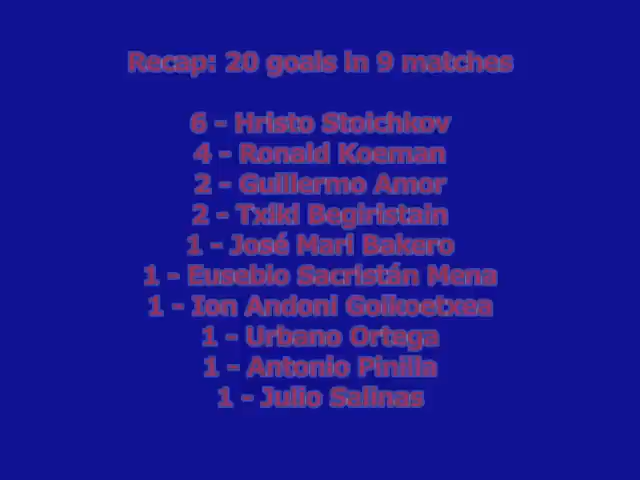 Recap: 20 goals in 9 matches
6 - Hristo Stoichkov
4 - Ronald Koeman
2 - Guillermo Amor
2 - Txiki Begiristain
1 - José Mari Bakero
1 - Eusebio Sacristán Mena
1 - Ion Andoni Goikoetxea
1 - Urbano Ortega
1 - Antonio Pinilla
1 - Julio Salinas